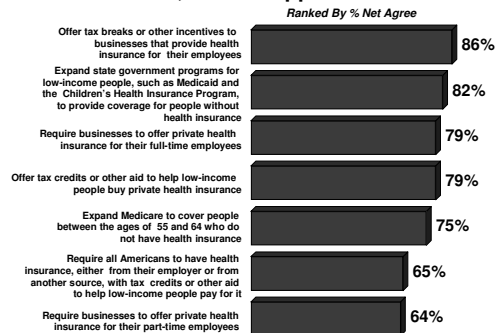 Ranked By % Net Agree
Offer tax breaks or other incentives to
businesses that provide health
insurance for their employees
86%
Expand state government programs for
low-income people, such as Medicaid and
the Children's Health Insurance Program,
to provide coverage for people without
health insurance
82%
Require businesses to offer private health
insurance for their full-time employees
79%
Offer tax credits or other aid to help low-income
people buy private health insurance
79%
Expand Medicare to cover people
between the ages of 55 and 64 who do
not have health insurance
75%
Require all Americans to have health
insurance, either from their employer or from
another source, with tax credits or other aid
to help low-income people pay for it
65%
Require businesses to offer private health
insurance for their part-time employees
64%